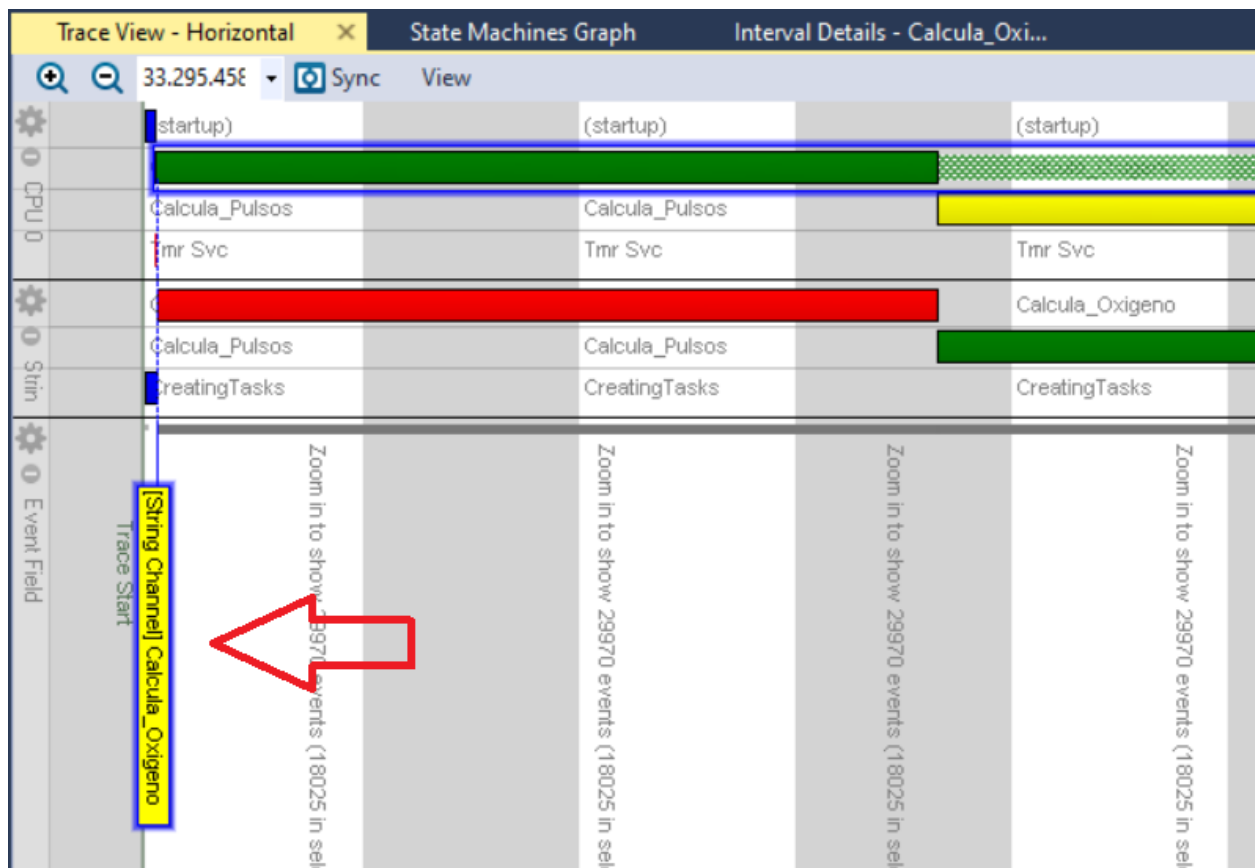 Trace View - Horizontal
State Machines Graph
Interval Details - Calcula_Oxi...
33.295.458
Sync
View
(startup)
(startup)
(startup)
CPU 0
Calcula_Pulsos
Calcula_Pulsos
Tmr Svc
Tmr Svc
Tmr Svc
Calcula_Oxigeno
Strin
Calcula_Pulsos
Calcula_Pulsos
CreatingTasks
CreatingTasks
CreatingTasks
Event Field
Trace Start
[String Channel] Calcula_Oxigeno
Zoom in to show 29970 events (18025 in sel
Zoom in to show 29970 events (18025 in sel
Zoom in to show 29970 events (18025 in sel
Zoom in to show 29970 events (18025 in sel